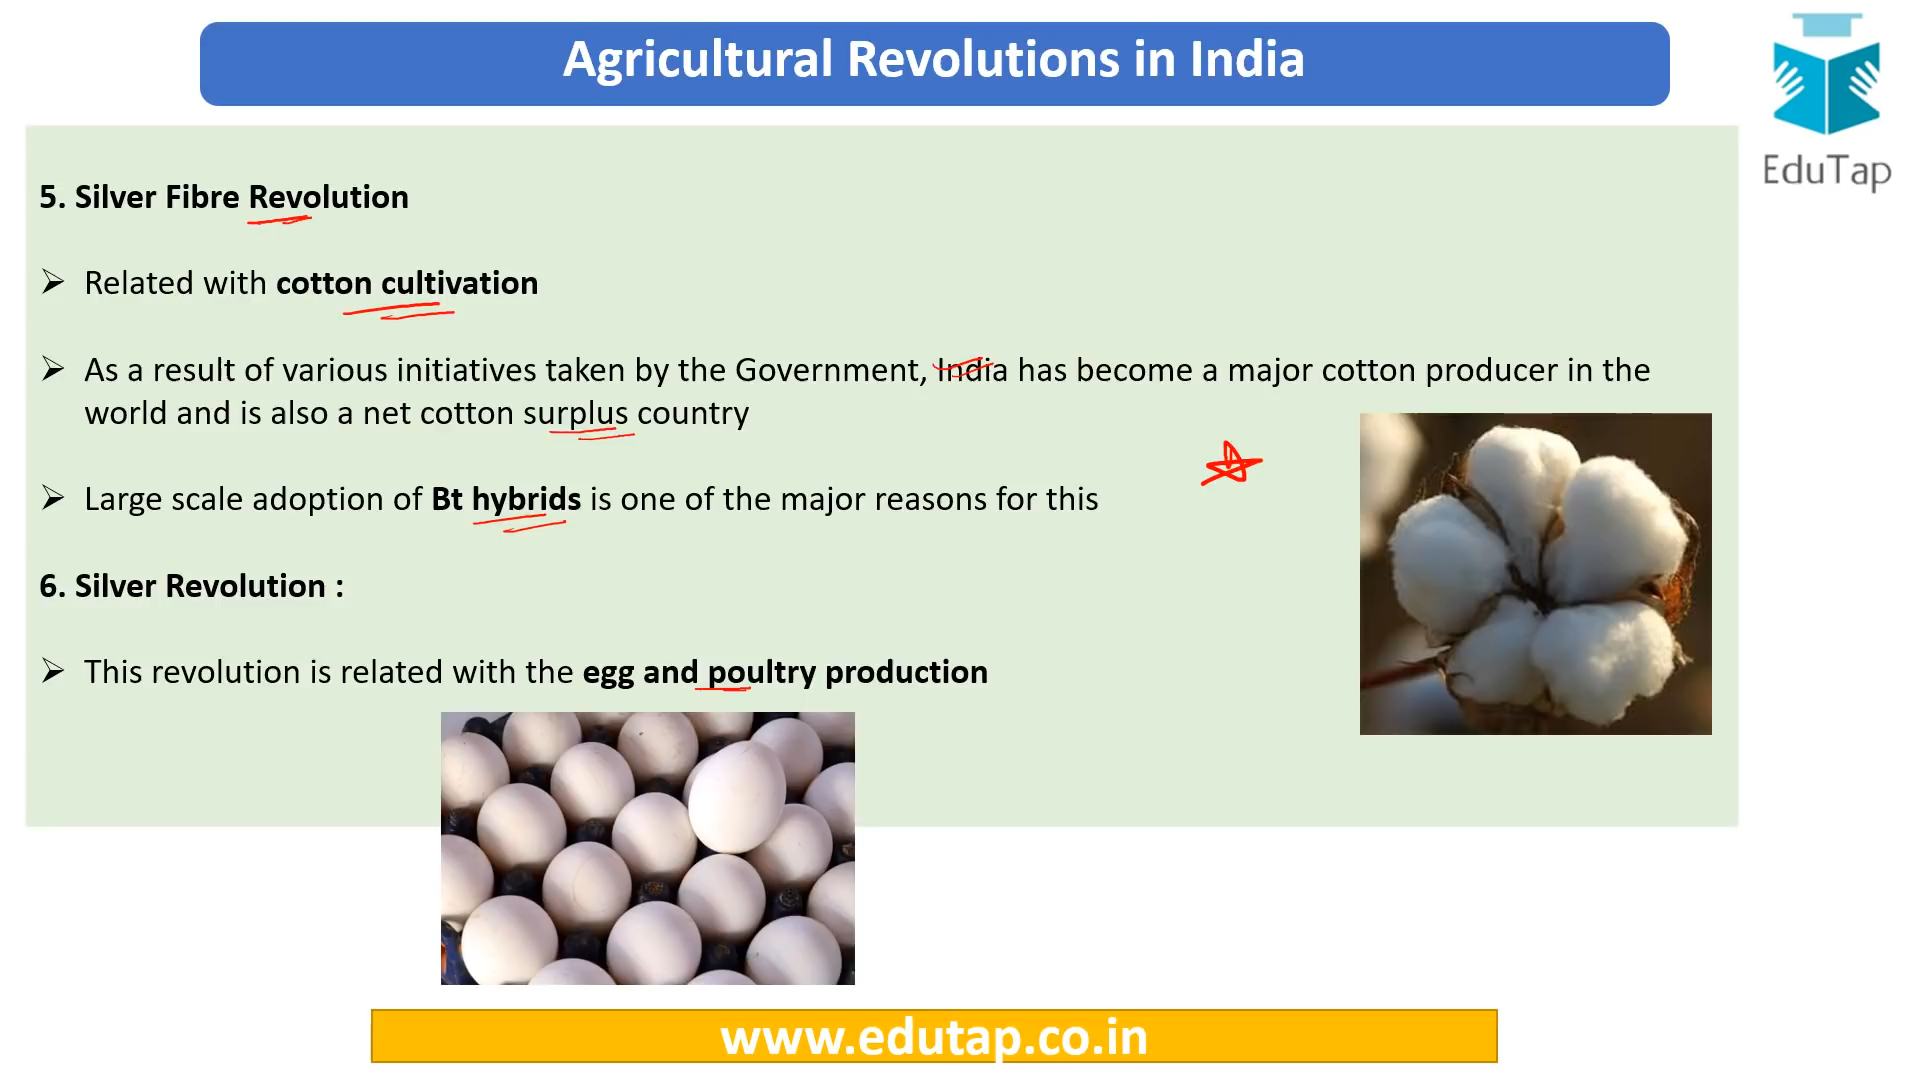 Agricultural Revolutions in India
EduTap
5. Silver Fibre Revolution
➢ Related with cotton cultivation
➢ As a result of various initiatives taken by the Government, India has become a major cotton producer in the
world and is also a net cotton surplus country
➢ Large scale adoption of Bt hybrids is one of the major reasons for this
6. Silver Revolution :
➢ This revolution is related with the egg and poultry production
www.edutap.co.in